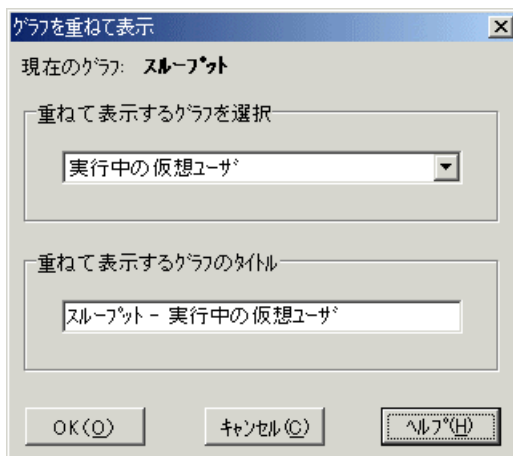 ｸﾞﾗﾌを重ねて表示
現在のｸﾞﾗﾌ: ｽﾙｰﾌﾟｯﾄ
重ねて表示するｸﾞﾗﾌを選択
実行中の仮想ﾕｰｻﾞ
重ねて表示するｸﾞﾗﾌのﾀｲﾄﾙ
ｽﾙｰﾌﾟｯﾄ - 実行中の仮想ﾕｰｻﾞ
OK(O) ｷｬﾝｾﾙ(C) ﾍﾙﾌﾟ(H)